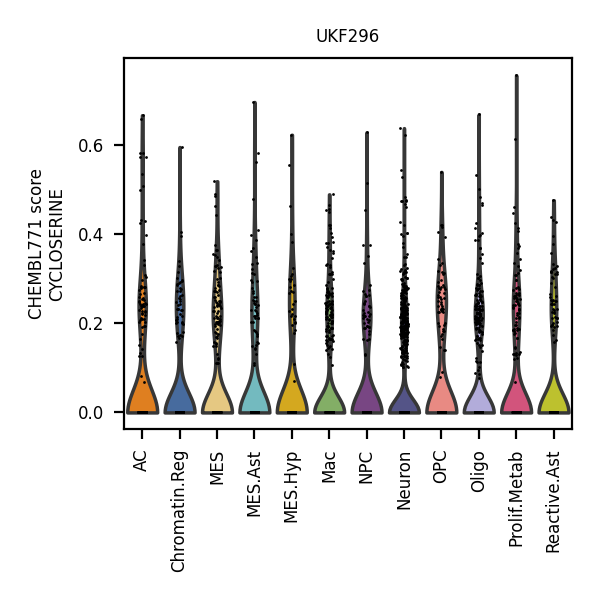 UKF296
CHEMBL771 score
CYCLOSERINE
0.6
0.4
0.2
0.0
AC
Chromatin.Reg
MES
MES.Ast
MES.Hyp
Mac
NPC
Neuron
OPC
Oligo
Prolif.Metab
Reactive.Ast